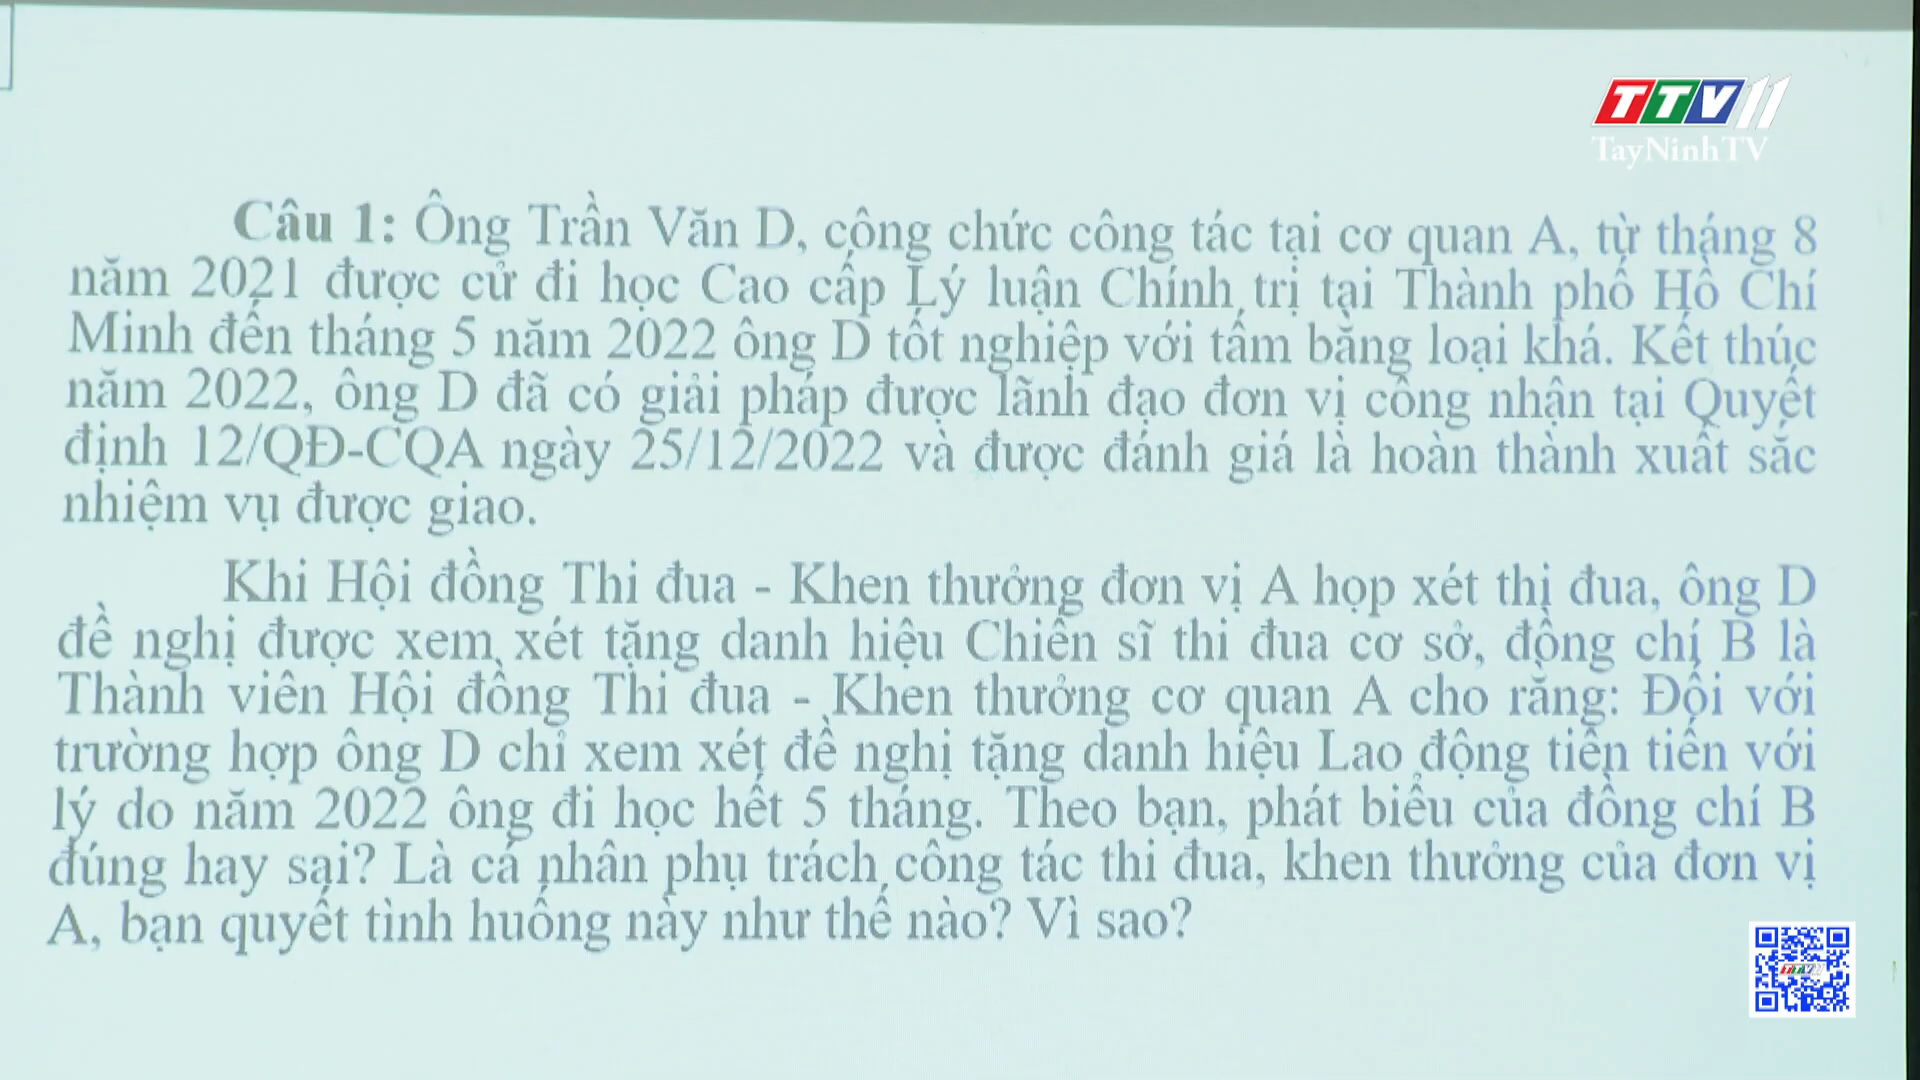 TTV11
TayNinhTV
Câu 1: Ông Trần Văn D, công chức công tác tại cơ quan A, từ tháng 8
năm 2021 được cử đi học Cao cấp Lý luận Chính trị tại Thành phố Hồ Chí
Minh đến tháng 5 năm 2022 ông D tốt nghiệp với tấm bằng loại khá. Kết thúc
năm 2022, ông D đã có giải pháp được lãnh đạo đơn vị công nhận tại Quyết
định 12/QĐ-CQA ngày 25/12/2022 và được đánh giá là hoàn thành xuất sắc
nhiệm vụ được giao.
Khi Hội đồng Thi đua - Khen thưởng đơn vị A họp xét thi đua, ông D
đề nghị được xem xét tặng danh hiệu Chiến sĩ thi đua cơ sở, đồng chí B là
Thành viên Hội đồng Thi đua - Khen thưởng cơ quan A cho rằng: Đối với
trường hợp ông D chỉ xem xét đề nghị tặng danh hiệu Lao động tiên tiến với
lý do năm 2022 ông đi học hết 5 tháng. Theo bạn, phát biểu của đồng chí B
đúng hay sai? Là cá nhân phụ trách công tác thi đua, khen thưởng của đơn vị
A, bạn quyết tình huống này như thế nào? Vì sao?
TTV11